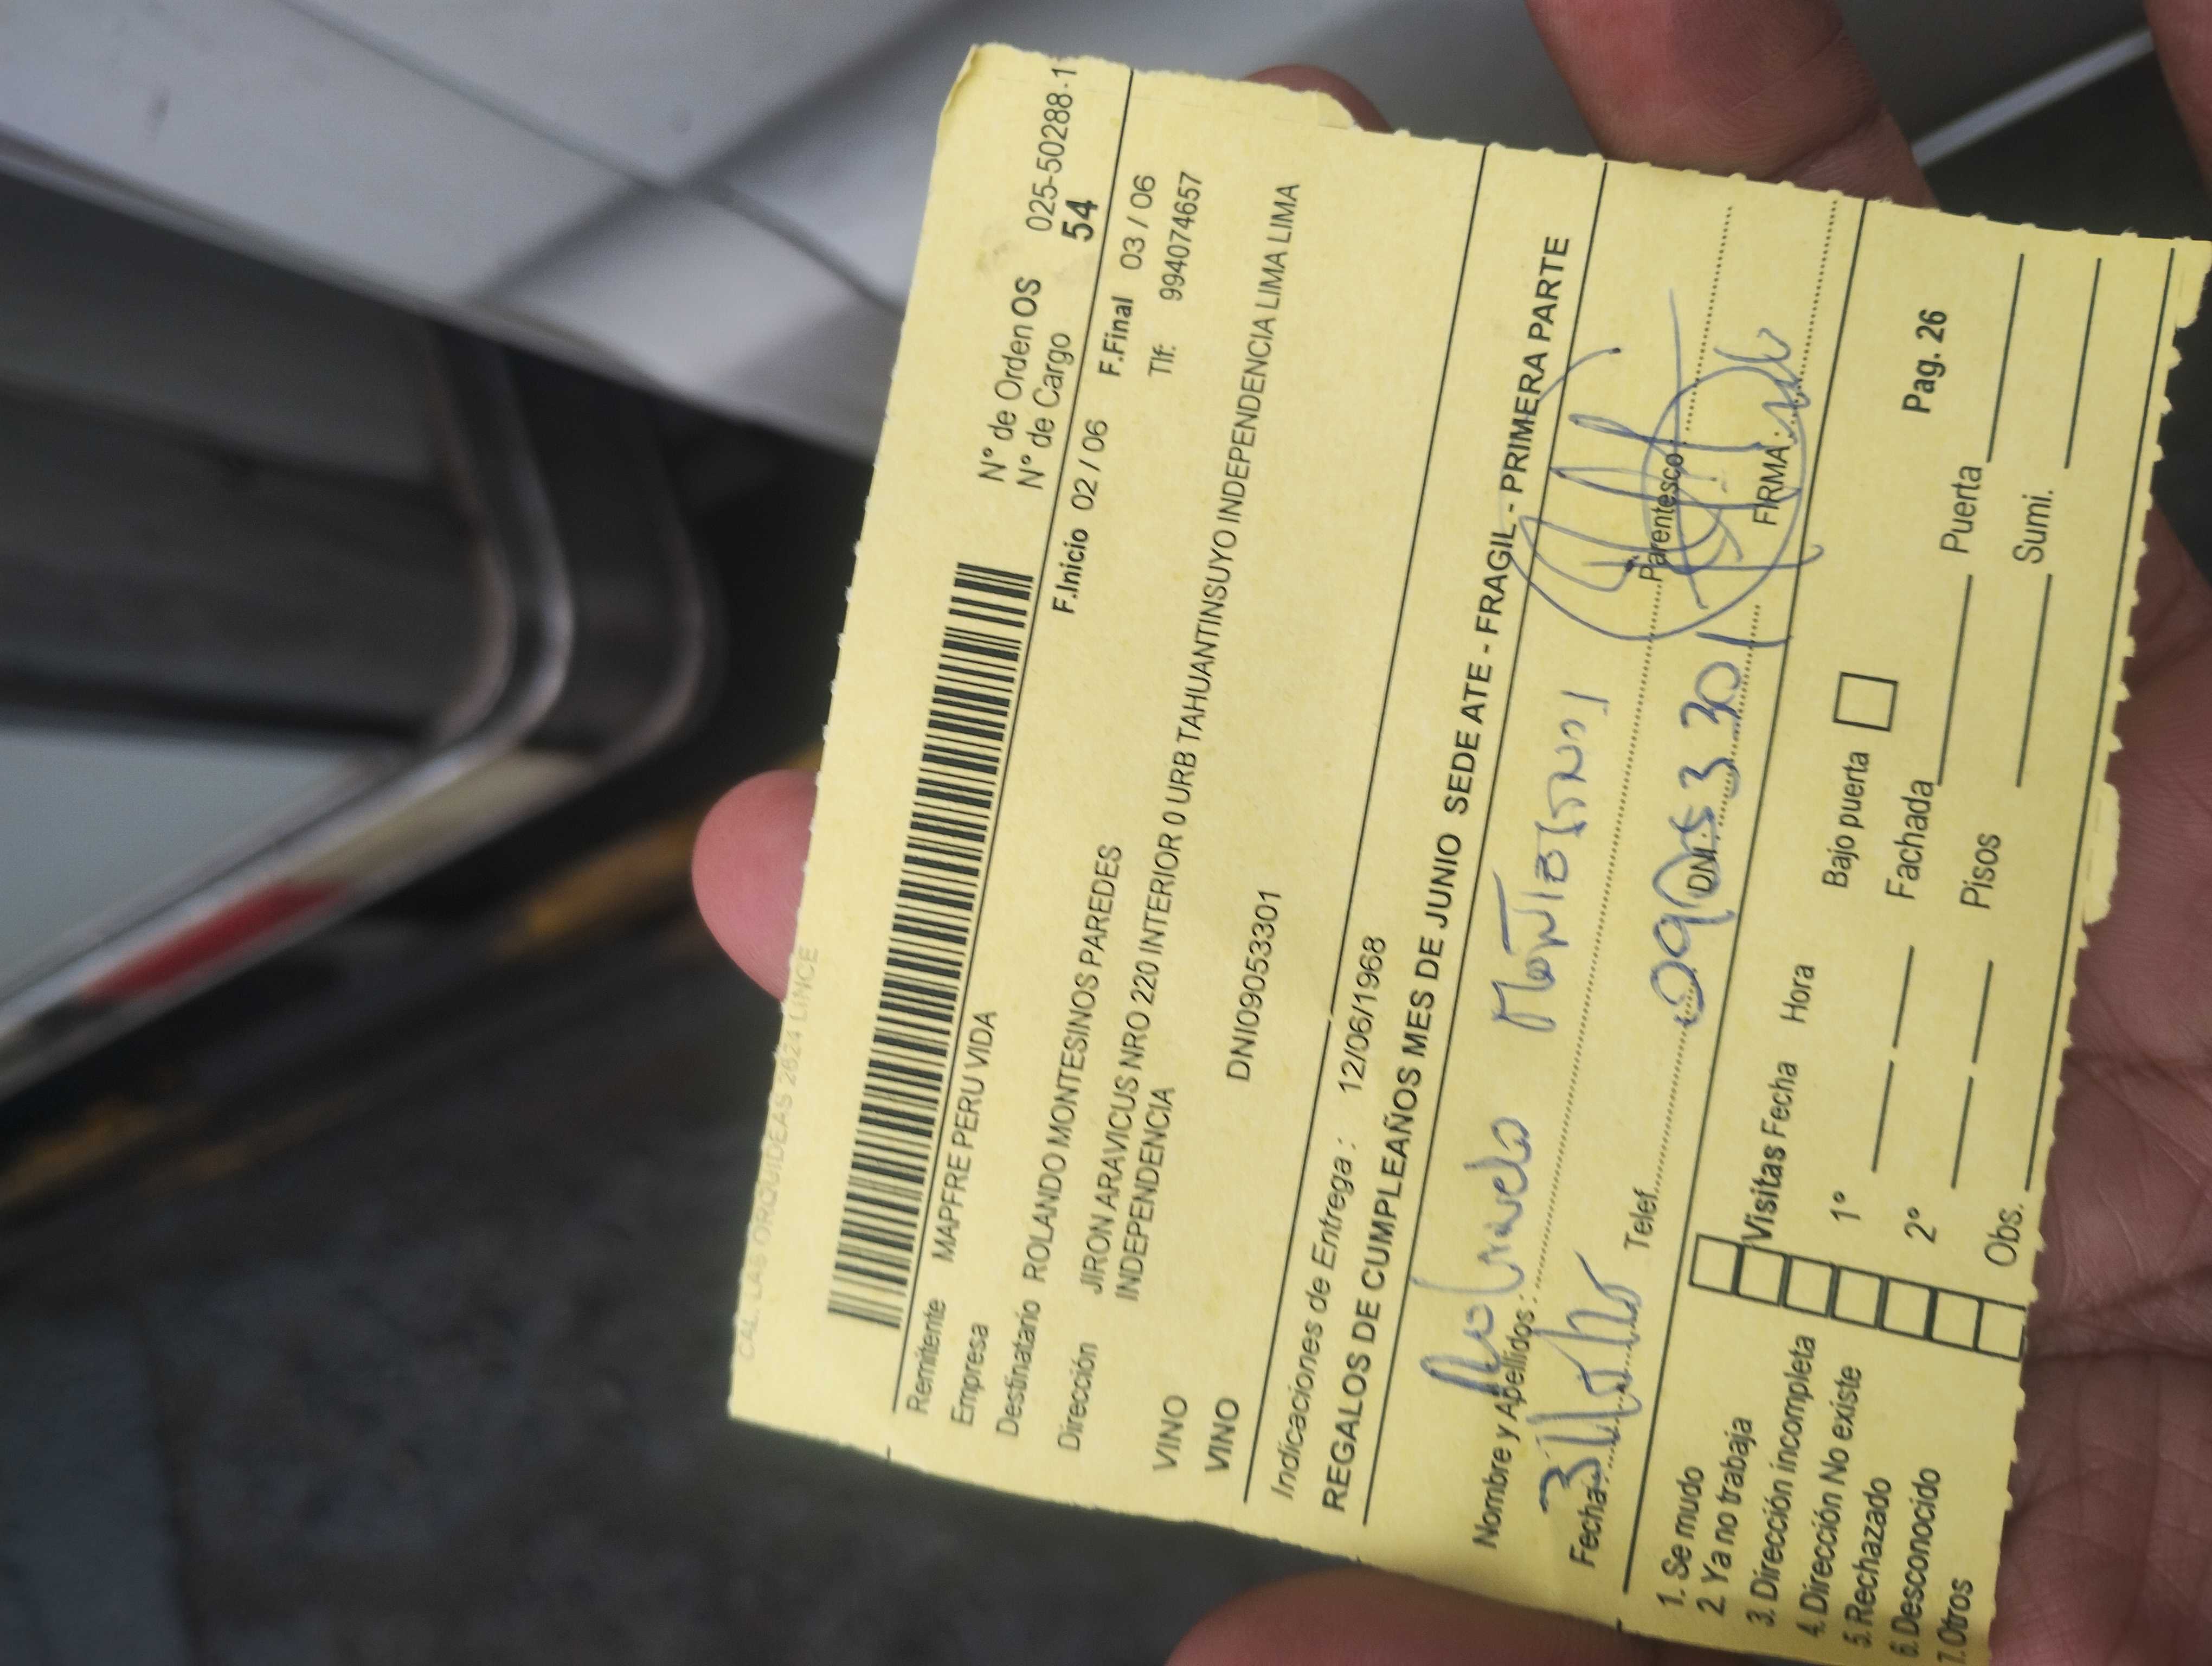 CAL. LAS ORQUIDEAS 2624 LINCE
N° de Orden OS 025-50288-1
N° de Cargo 54
Remitente MAPFRE PERU VIDA
F.Inicio 02 / 06 F.Final 03 / 06
Empresa
Tlf: 994074657
Destinatario ROLANDO MONTESINOS PAREDES
Dirección JIRON ARAVICUS NRO 220 INTERIOR 0 URB TAHUANTINSUYO INDEPENDENCIA LIMA LIMA
INDEPENDENCIA
VINO
VINO DNI09053301
Indicaciones de Entrega : 12/06/1968
REGALOS DE CUMPLEAÑOS MES DE JUNIO SEDE ATE - FRAGIL - PRIMERA PARTE
Nombre y Apellidos : Rolando Montesinos Parentesco
Fecha: Telef. DNI: 09053301 FIRMA
1. Se mudo
2. Ya no trabaja
3. Dirección incompleta
4. Dirección No existe
5. Rechazado
6. Desconocido
7. Otros
Visitas Fecha Hora Bajo puerta
1° Fachada Puerta Pag. 26
2° Pisos Sumi.
Obs.